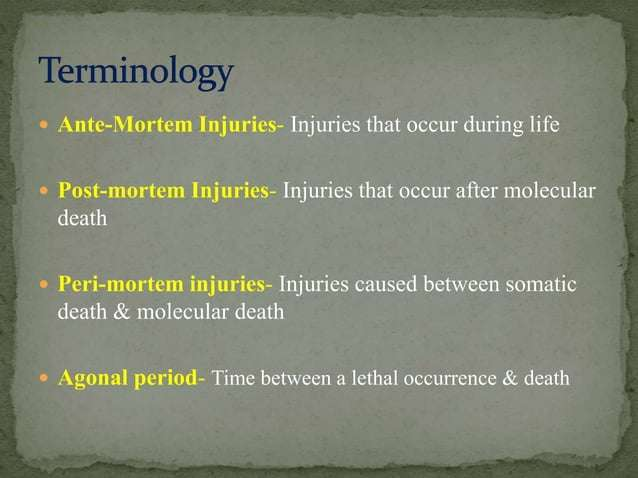 Terminology
• Ante-Mortem Injuries- Injuries that occur during life
• Post-mortem Injuries- Injuries that occur after molecular
death
• Peri-mortem injuries- Injuries caused between somatic
death & molecular death
• Agonal period- Time between a lethal occurrence & death